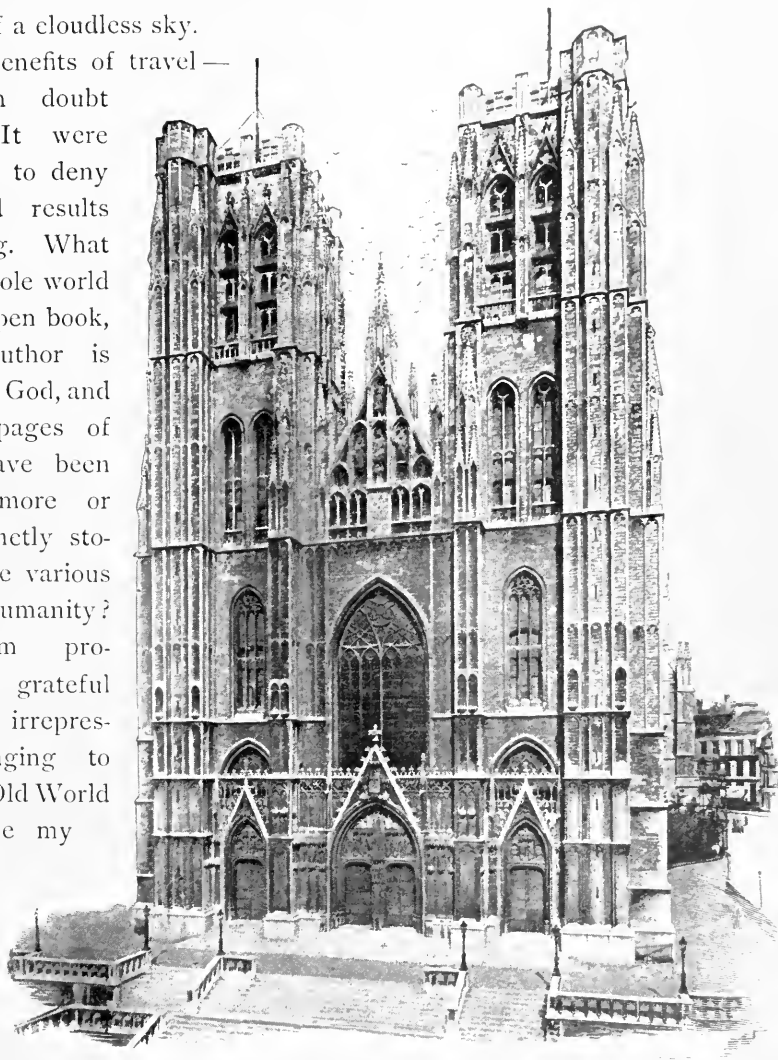 f a cloudless sky.
enefits of travel—
n doubt
It were
to deny
l results
g. What
ole world
pen book,
uthor is
God, and
pages of
ave been
more or
nctly sto-
e various
umanity?
m pro-
grateful
irrepres-
ging to
Old World
e my